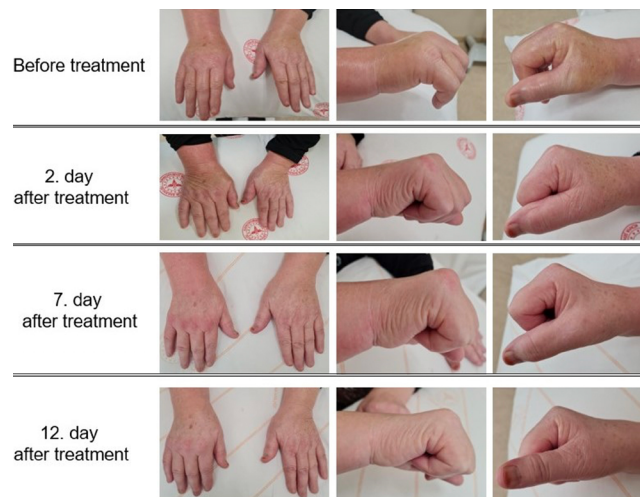 Before treatment
2. day
after treatment
7. day
after treatment
12. day
after treatment